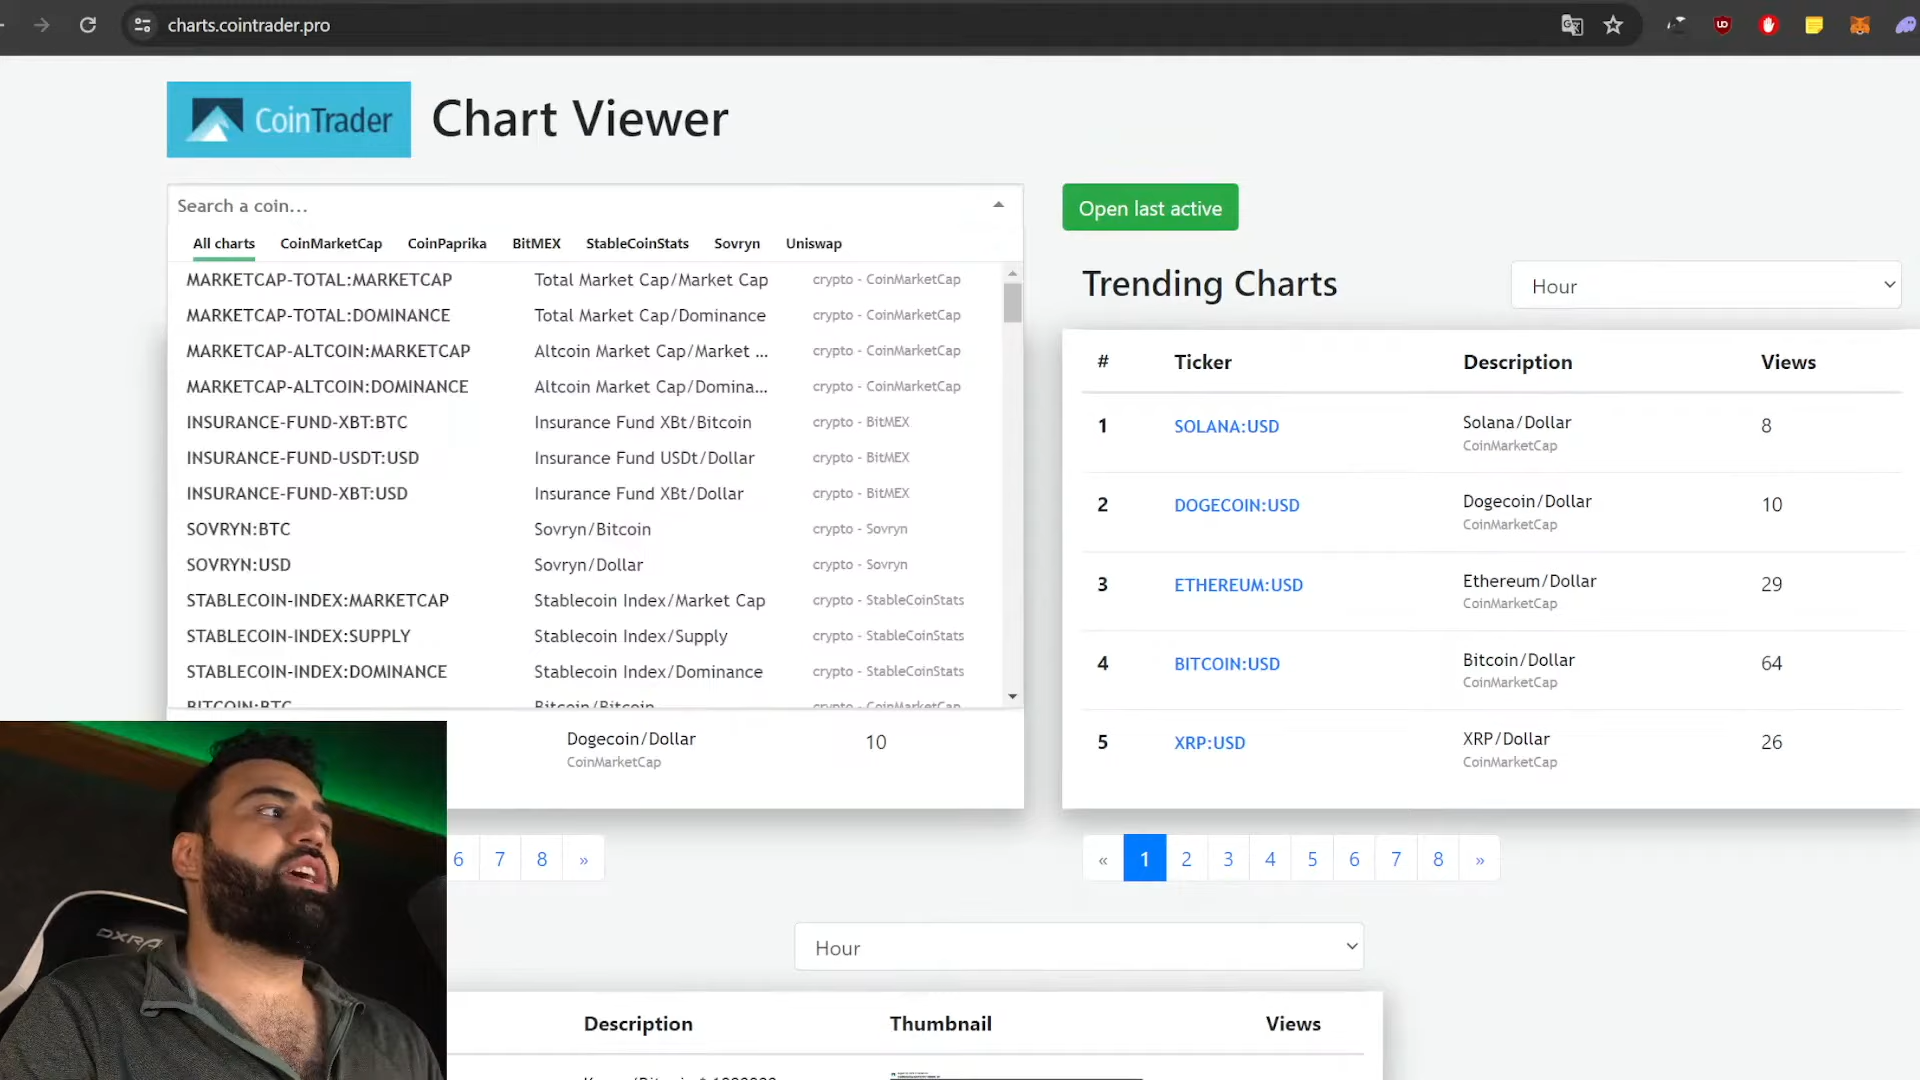 charts.cointrader.pro
CoinTrader
Chart Viewer
Search a coin...
All charts CoinMarketCap CoinPaprika BitMEX StableCoinStats Sovryn Uniswap
MARKETCAP-TOTAL:MARKETCAP Total Market Cap/Market Cap crypto - CoinMarketCap
MARKETCAP-TOTAL:DOMINANCE Total Market Cap/Dominance crypto - CoinMarketCap
MARKETCAP-ALTCOIN:MARKETCAP Altcoin Market Cap/Market ... crypto - CoinMarketCap
MARKETCAP-ALTCOIN:DOMINANCE Altcoin Market Cap/Domina... crypto - CoinMarketCap
INSURANCE-FUND-XBT:BTC Insurance Fund XBt/Bitcoin crypto - BitMEX
INSURANCE-FUND-USDT:USD Insurance Fund USDt/Dollar crypto - BitMEX
INSURANCE-FUND-XBT:USD Insurance Fund XBt/Dollar crypto - BitMEX
SOVRYN:BTC Sovryn/Bitcoin crypto - Sovryn
SOVRYN:USD Sovryn/Dollar crypto - Sovryn
STABLECOIN-INDEX:MARKETCAP Stablecoin Index/Market Cap crypto - StableCoinStats
STABLECOIN-INDEX:SUPPLY Stablecoin Index/Supply crypto - StableCoinStats
STABLECOIN-INDEX:DOMINANCE Stablecoin Index/Dominance crypto - StableCoinStats
BITCOIN:BTC Bitcoin/Bitcoin crypto - CoinMarketCap
Dogecoin/Dollar 10
CoinMarketCap
6 7 8 »
Open last active
Trending Charts Hour
# Ticker Description Views
1 SOLANA:USD Solana/Dollar 8
CoinMarketCap
2 DOGECOIN:USD Dogecoin/Dollar 10
CoinMarketCap
3 ETHEREUM:USD Ethereum/Dollar 29
CoinMarketCap
4 BITCOIN:USD Bitcoin/Dollar 64
CoinMarketCap
5 XRP:USD XRP/Dollar 26
CoinMarketCap
« 1 2 3 4 5 6 7 8 »
Hour
Description Thumbnail Views
DXRA